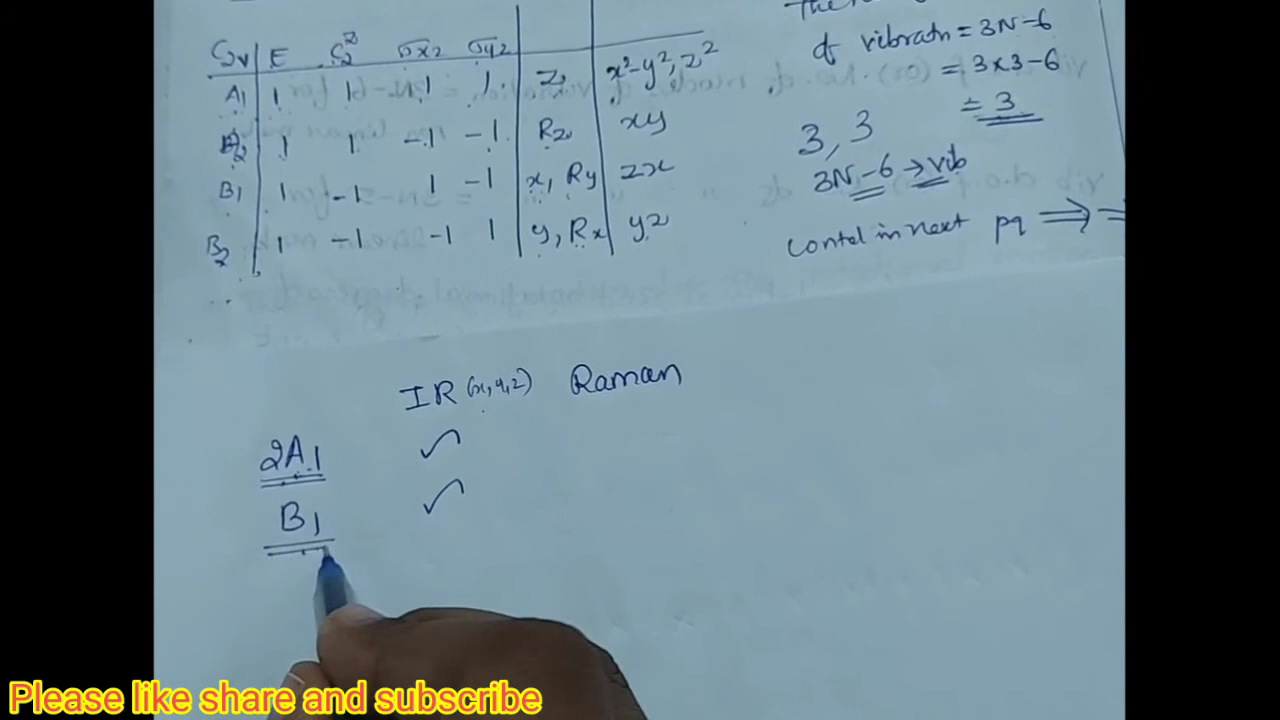 C2v E C2z σxz σyz
A1 1 1 1 1 z x²-y², z²
A2 1 1 -1 -1 Rz xy
B1 1 -1 1 -1 x, Ry zx
B2 1 -1 -1 1 y, Rx yz
of vibratn = 3N-6
= 3×3-6
= 3
3, 3
3N-6 → vib
contd in next pg ⇒
IR (x,y,z) Raman
2A1 ✓
B1 ✓
Please like share and subscribe